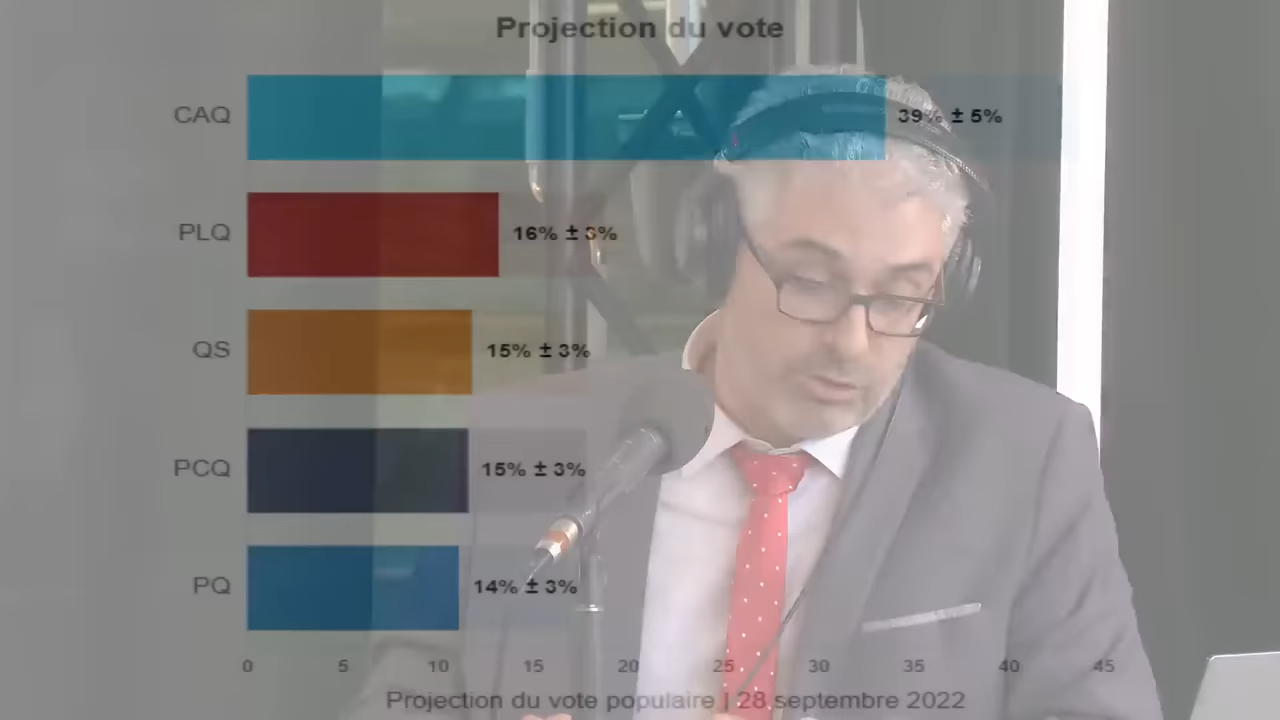 Projection du vote
CAQ 39% ± 5%
PLQ 16% ± 3%
QS 15% ± 3%
PCQ 15% ± 3%
PQ 14% ± 3%
0 5 10 15 20 25 30 35 40 45
Projection du vote populaire | 28 septembre 2022